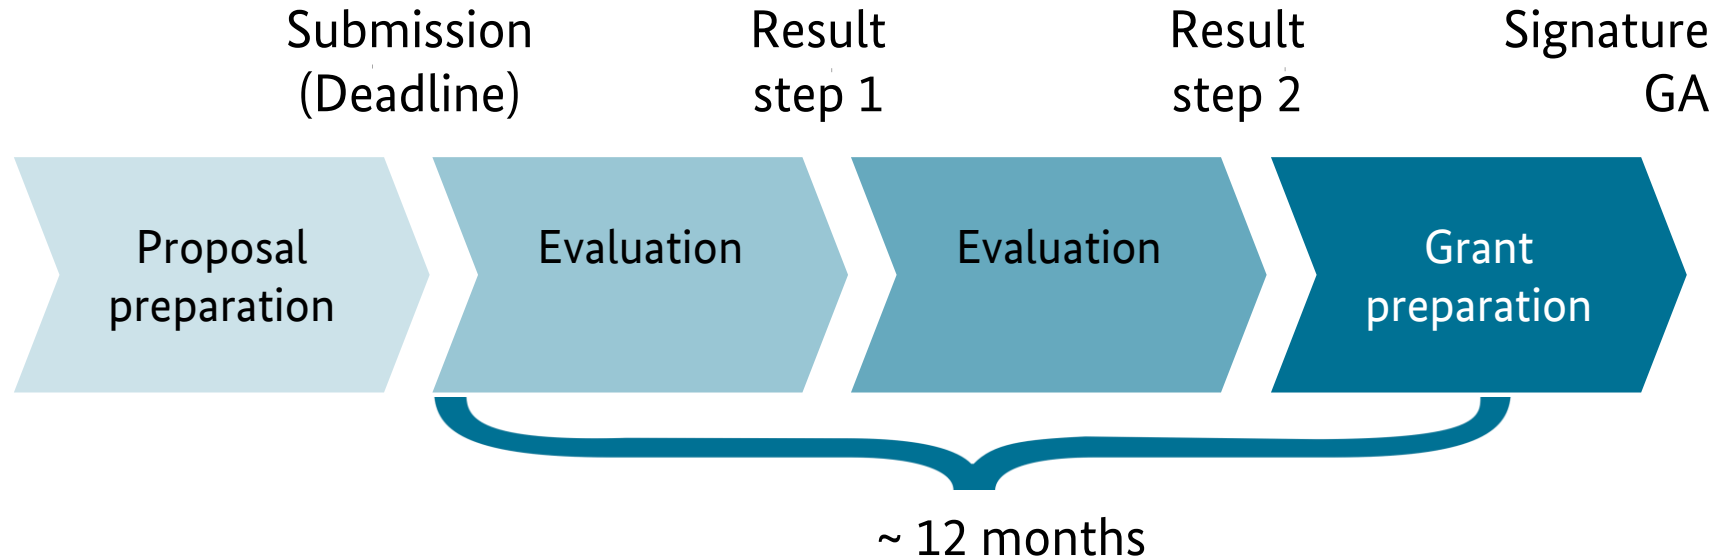 Submission
(Deadline)
Result
step 1
Result
step 2
Signature
GA
Proposal
preparation
Evaluation
Evaluation
Grant
preparation
~ 12 months